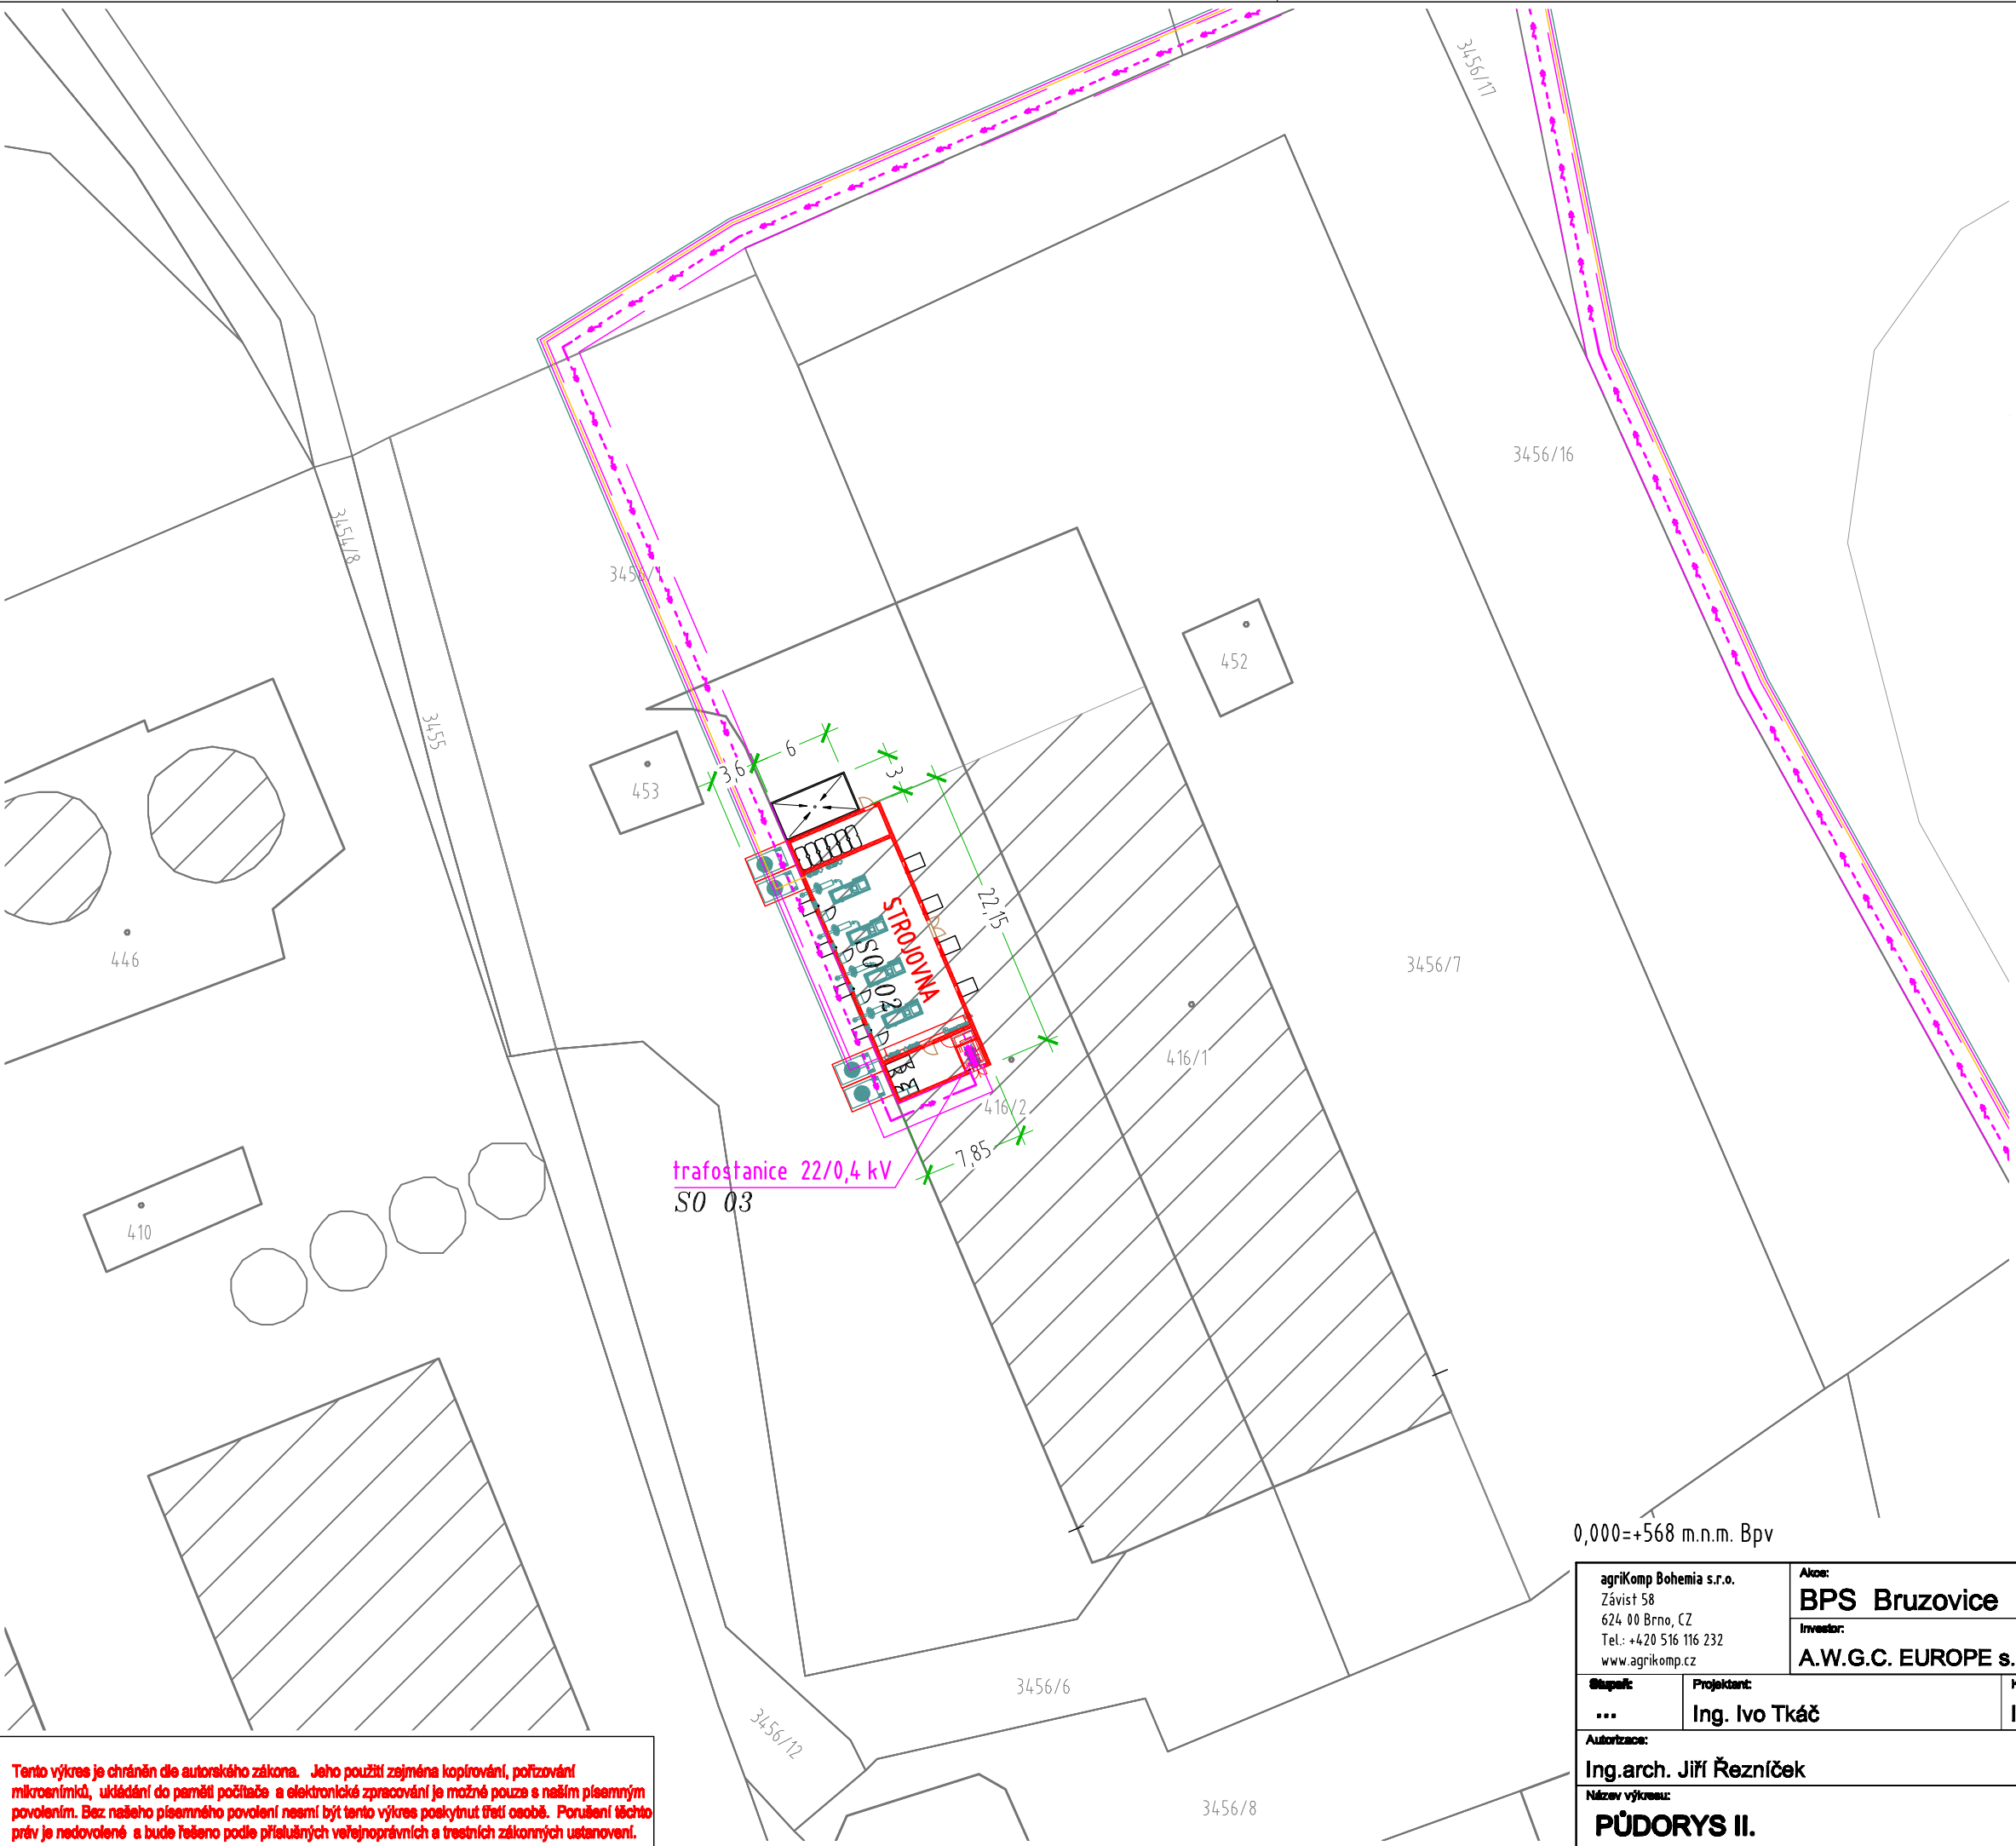 3456/17
3456/16
3454/8
3455
452
453
6
3,6
3
22,15
STROJOVNA
SO 02
446
3456/7
416/1
416/2
7,85
trafostanice 22/0,4 kV
SO 03
410
3456/6
3456/12
3456/8
0,000=+568 m.n.m. Bpv
agriKomp Bohemia s.r.o.
Závist 58
624 00 Brno, CZ
Tel.: +420 516 116 232
www.agrikomp.cz
Akce:
BPS Bruzovice
Investor:
A.W.G.C. EUROPE s.
Stupeň:
...
Projektant:
Ing. Ivo Tkáč
Autorizace:
Ing.arch. Jiří Řezníček
Název výkresu:
PŮDORYS II.
Tento výkres je chráněn dle autorského zákona. Jeho použití zejména kopírování, pořizování
mikrosnímků, ukládání do paměti počítače a elektronické zpracování je možné pouze s naším písemným
povolením. Bez našeho písemného povolení nesmí být tento výkres poskytnut třetí osobě. Porušení těchto
práv je nedovolené a bude řešeno podle příslušných veřejnoprávních a trestních zákonných ustanovení.